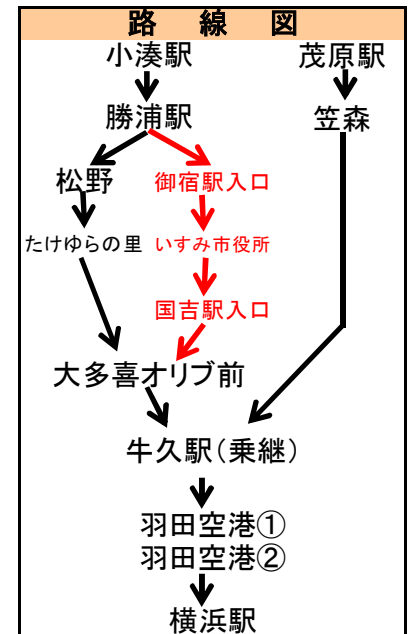 路線図
小湊駅 茂原駅
勝浦駅 笠森
松野 御宿駅入口
たけゆらの里 いすみ市役所
国吉駅入口
大多喜オリブ前
牛久駅(乗継)
羽田空港①
羽田空港②
横浜駅